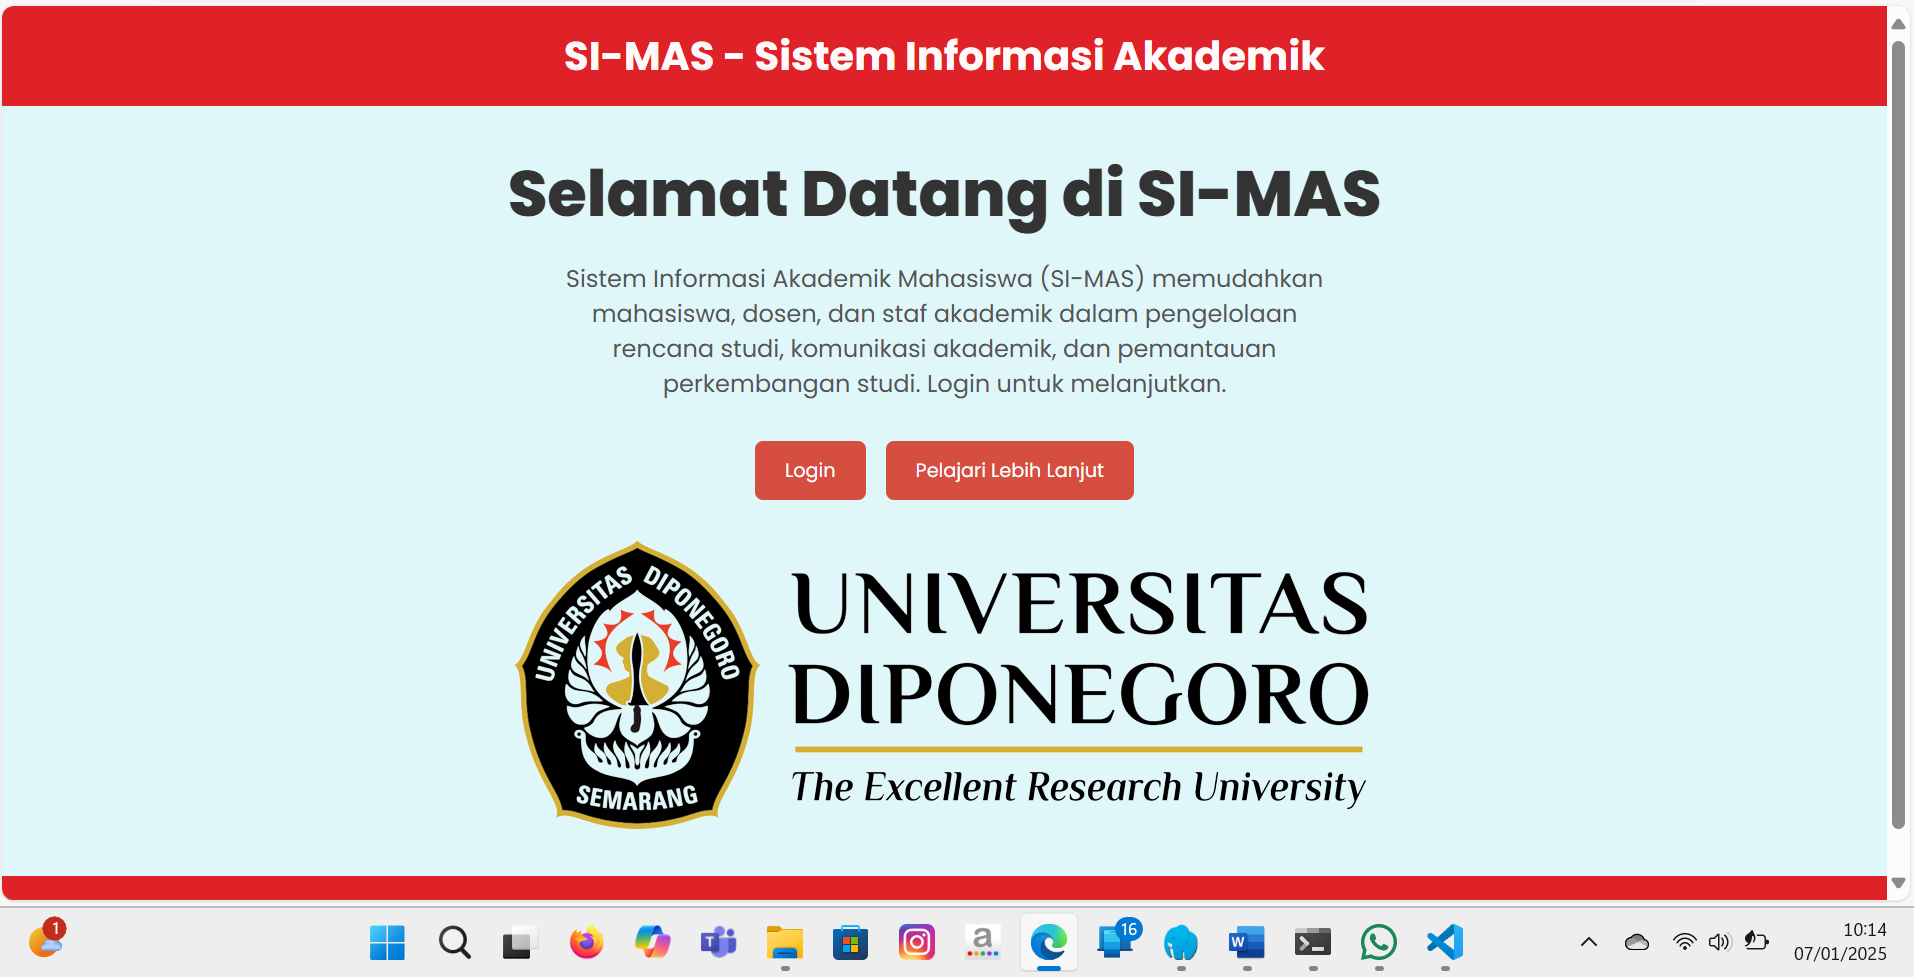 SI-MAS - Sistem Informasi Akademik
Selamat Datang di SI-MAS
Sistem Informasi Akademik Mahasiswa (SI-MAS) memudahkan
mahasiswa, dosen, dan staf akademik dalam pengelolaan
rencana studi, komunikasi akademik, dan pemantauan
perkembangan studi. Login untuk melanjutkan.
Login
Pelajari Lebih Lanjut
UNIVERSITAS DIPONEGORO
SEMARANG
UNIVERSITAS
DIPONEGORO
The Excellent Research University
1
T
a
16
W
10:14
07/01/2025